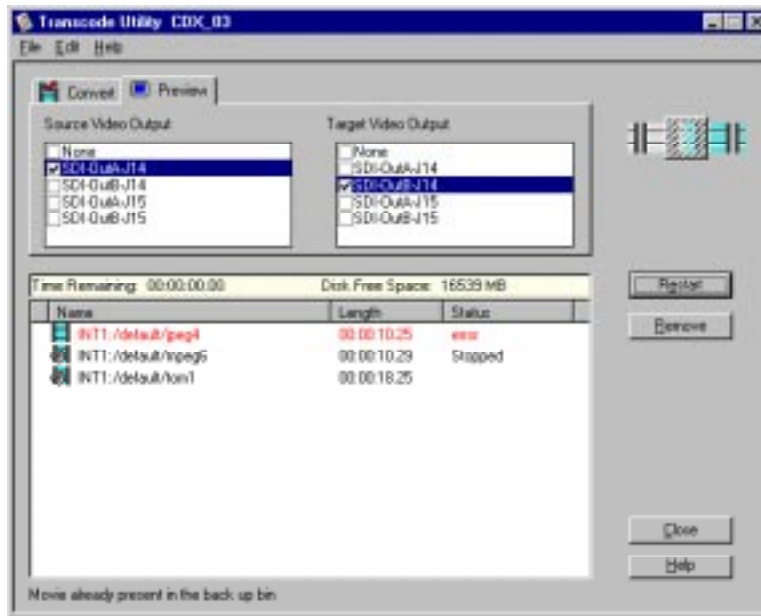 Transcode Utility CDX_03
File Edit Help
Convert Preview
Source Video Output Target Video Output
None
SDI-OutA-J14
SDI-OutB-J14
SDI-OutA-J15
SDI-OutB-J15
None
SDI-OutA-J14
SDI-OutB-J14
SDI-OutA-J15
SDI-OutB-J15
Time Remaining: 00:00:00.00 Disk Free Space: 16539 MB
Restart
Name Length Status
Remove
INT1:/default/jpeg4 00:00:10.25 error
INT1:/default/mpeg6 00:00:10.29 Stopped
INT1:/default/tom1 00:00:18.25
Close
Help
Movie already present in the back up bin